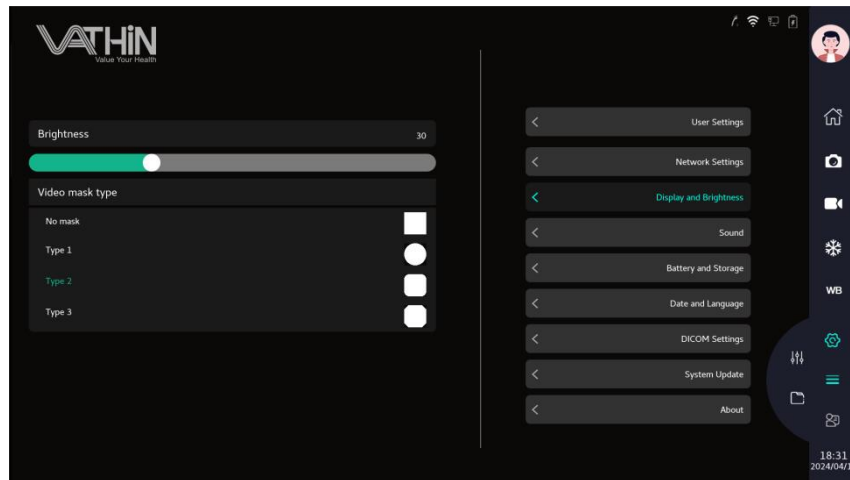 VATHiN
Value Your Health
Brightness
30
Video mask type
No mask
Type 1
Type 2
Type 3
User Settings
Network Settings
Display and Brightness
Sound
Battery and Storage
Date and Language
DICOM Settings
System Update
About
WB
18:31
2024/04/1